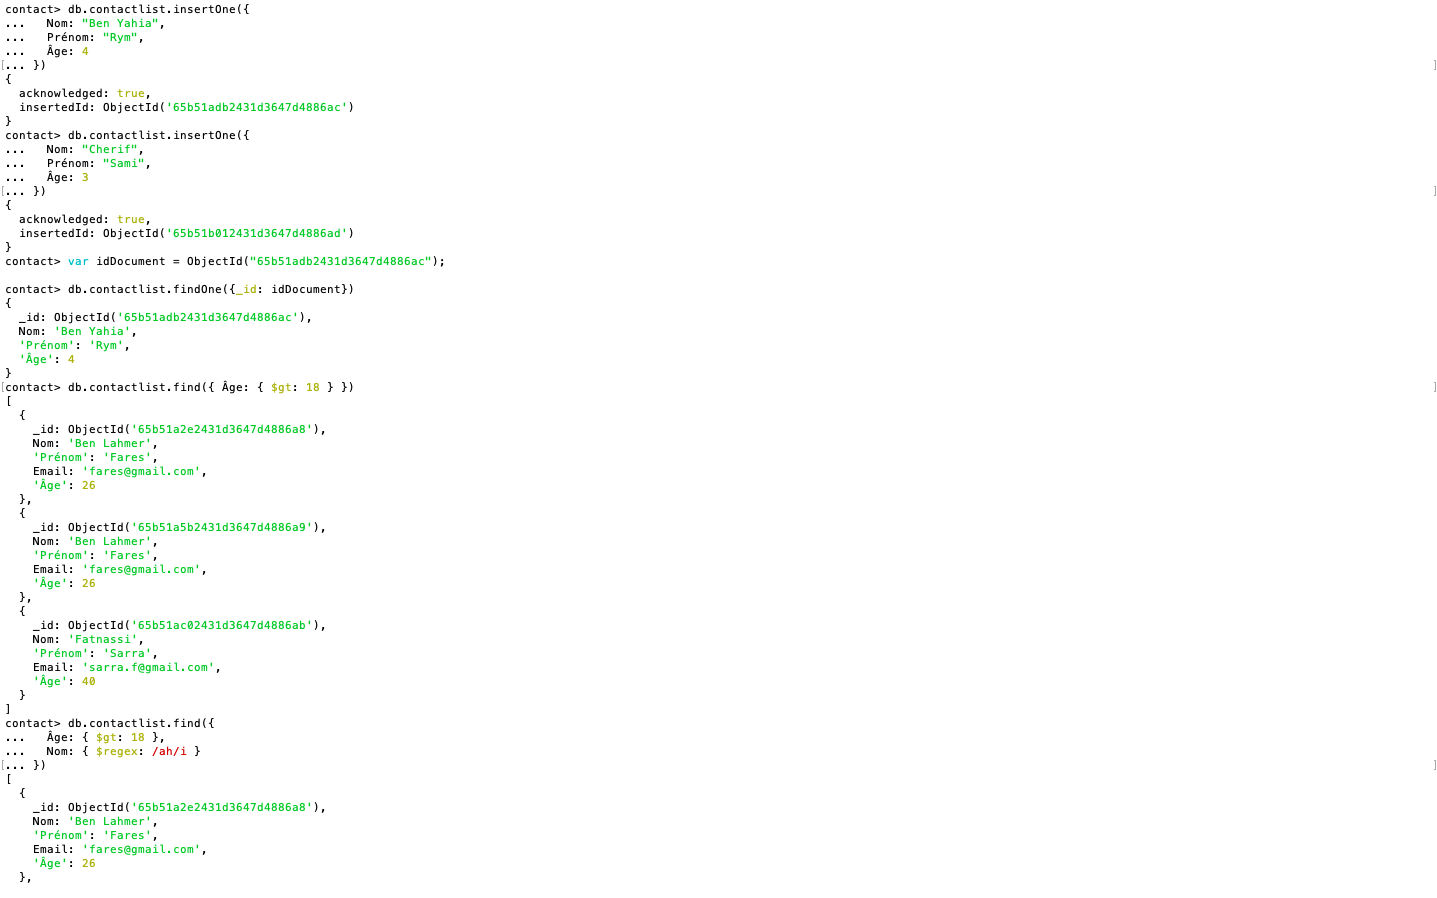 contact> db.contactlist.insertOne({
...   Nom: "Ben Yahia",
...   Prénom: "Rym",
...   Âge: 4
[... }) ]
{
  acknowledged: true,
  insertedId: ObjectId('65b51adb2431d3647d4886ac')
}
contact> db.contactlist.insertOne({
...   Nom: "Cherif",
...   Prénom: "Sami",
...   Âge: 3
[... }) ]
{
  acknowledged: true,
  insertedId: ObjectId('65b51b012431d3647d4886ad')
}
contact> var idDocument = ObjectId("65b51adb2431d3647d4886ac");
contact> db.contactlist.findOne({_id: idDocument})
{
  _id: ObjectId('65b51adb2431d3647d4886ac'),
  Nom: 'Ben Yahia',
  'Prénom': 'Rym',
  'Âge': 4
}
[contact> db.contactlist.find({ Âge: { $gt: 18 } }) ]
[
  {
    _id: ObjectId('65b51a2e2431d3647d4886a8'),
    Nom: 'Ben Lahmer',
    'Prénom': 'Fares',
    Email: 'fares@gmail.com',
    'Âge': 26
  },
  {
    _id: ObjectId('65b51a5b2431d3647d4886a9'),
    Nom: 'Ben Lahmer',
    'Prénom': 'Fares',
    Email: 'fares@gmail.com',
    'Âge': 26
  },
  {
    _id: ObjectId('65b51ac02431d3647d4886ab'),
    Nom: 'Fatnassi',
    'Prénom': 'Sarra',
    Email: 'sarra.f@gmail.com',
    'Âge': 40
  }
]
contact> db.contactlist.find({
...   Âge: { $gt: 18 },
...   Nom: { $regex: /ah/i }
[... }) ]
[
  {
    _id: ObjectId('65b51a2e2431d3647d4886a8'),
    Nom: 'Ben Lahmer',
    'Prénom': 'Fares',
    Email: 'fares@gmail.com',
    'Âge': 26
  },